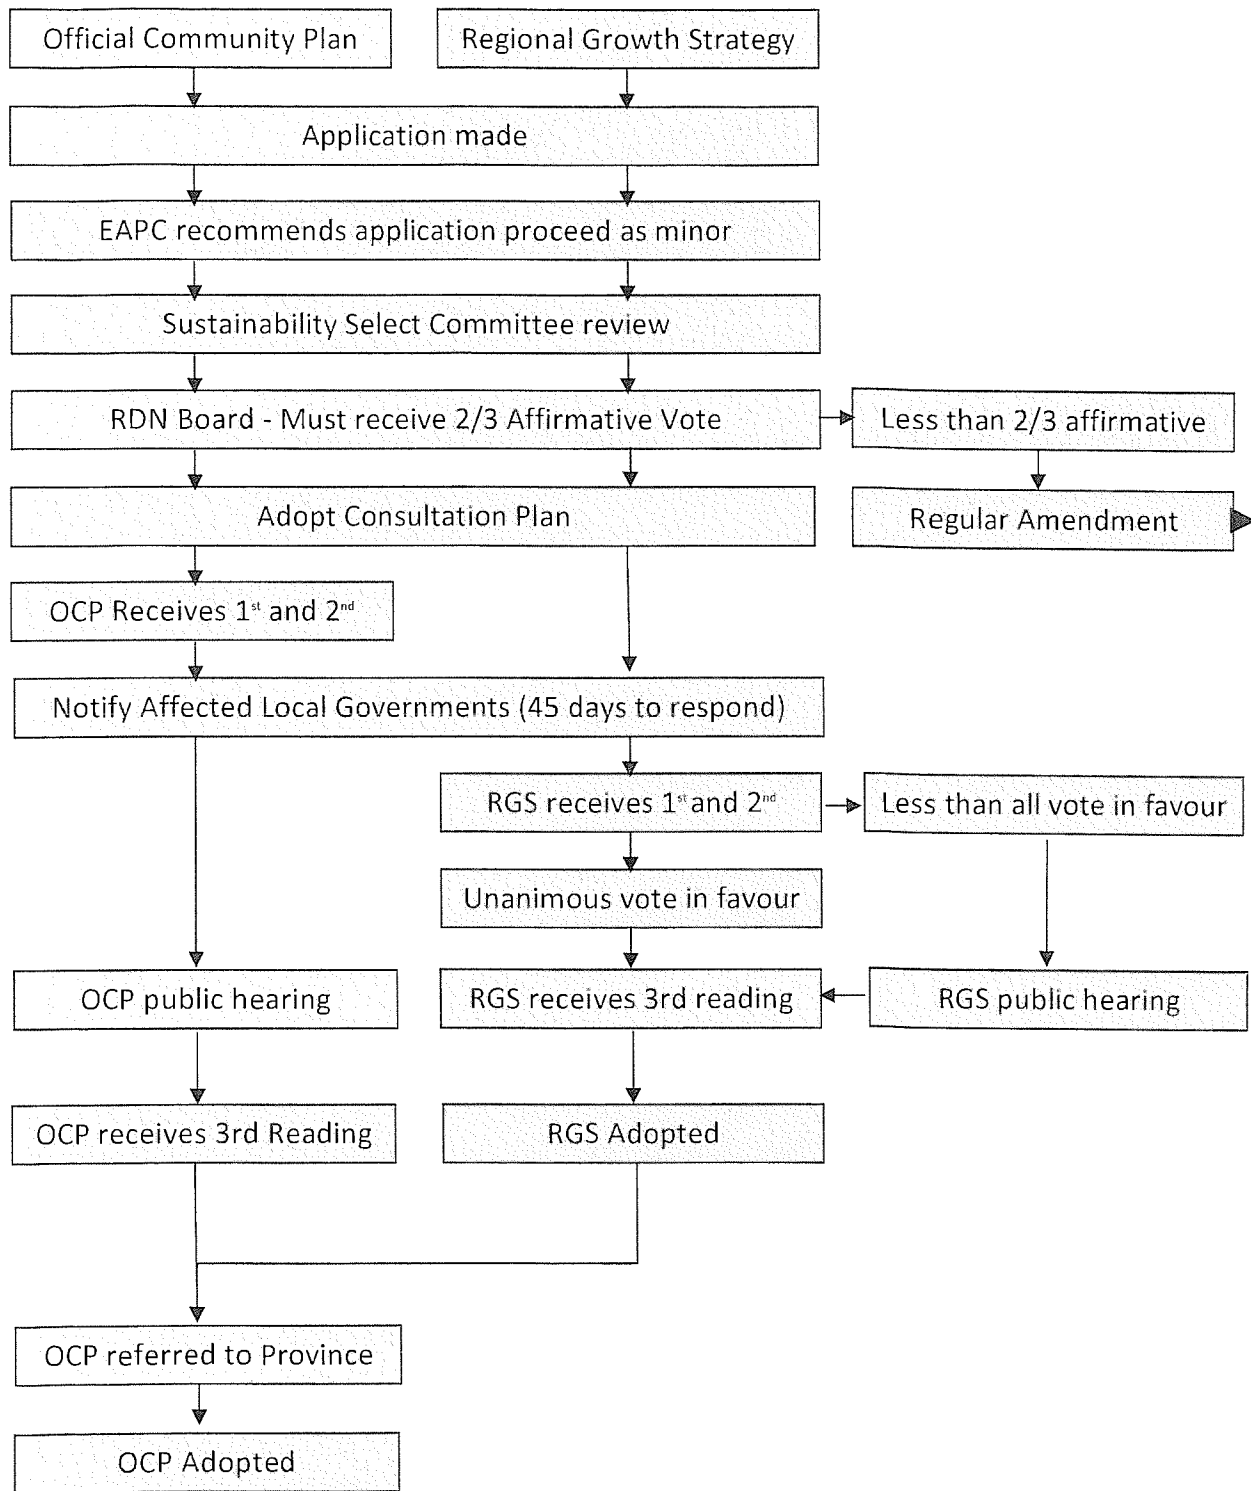 Official Community Plan
Regional Growth Strategy
Application made
EAPC recommends application proceed as minor
Sustainability Select Committee review
RDN Board - Must receive 2/3 Affirmative Vote
Less than 2/3 affirmative
Adopt Consultation Plan
Regular Amendment
OCP Receives 1st and 2nd
Notify Affected Local Governments (45 days to respond)
RGS receives 1st and 2nd
Less than all vote in favour
Unanimous vote in favour
OCP public hearing
RGS receives 3rd reading
RGS public hearing
OCP receives 3rd Reading
RGS Adopted
OCP referred to Province
OCP Adopted